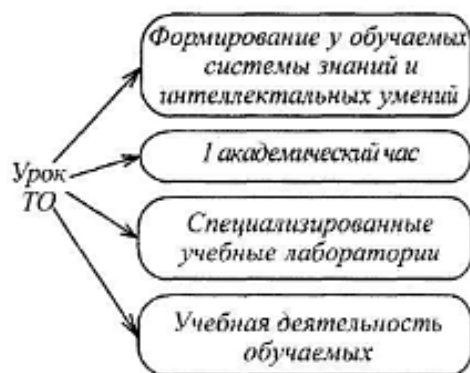 Формирование у обучаемых
системы знаний и
интеллектальных умений
1 академический час
Урок
ТО
Специализированные
учебные лаборатории
Учебная деятельность
обучаемых